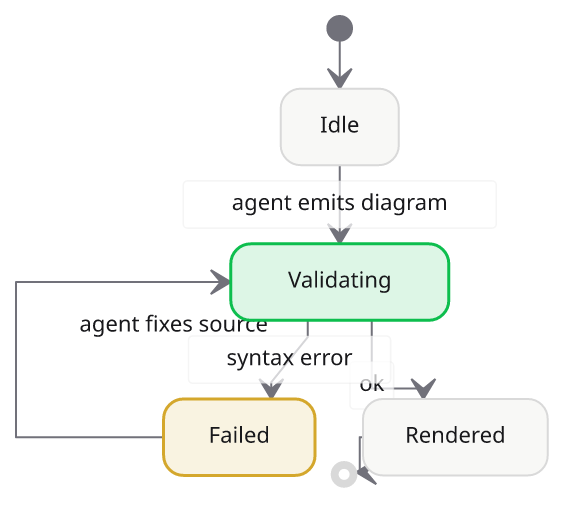 Idle
agent emits diagram
Validating
agent fixes source
syntax error
ok
Failed
Rendered